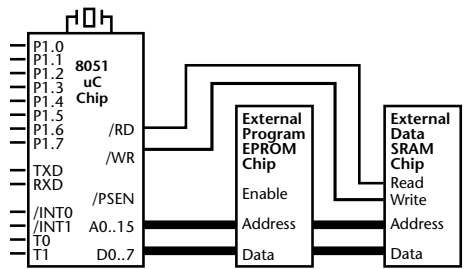 P1.0
P1.1
P1.2
P1.3
P1.4
P1.5
P1.6
P1.7
TXD
RXD
/INT0
/INT1
T0
T1
8051
uC
Chip
/RD
/WR
/PSEN
A0..15
D0..7
External
Program
EPROM
Chip
Enable
Address
Data
External
Data
SRAM
Chip
Read
Write
Address
Data